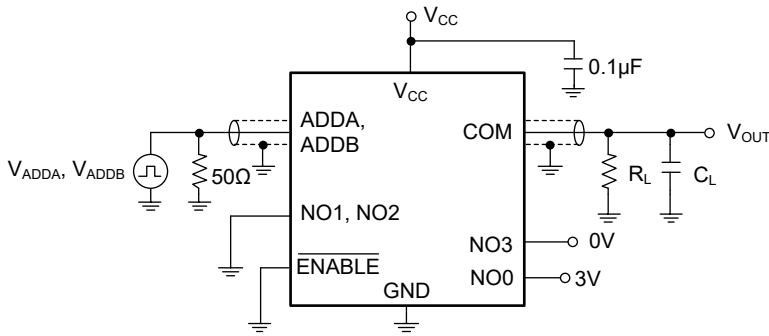 VCC
0.1µF
VCC
ADDA,
ADDB
COM
VOUT
VADDA, VADDB
50Ω
RL
CL
NO1, NO2
NO3
0V
ENABLE
NO0
3V
GND